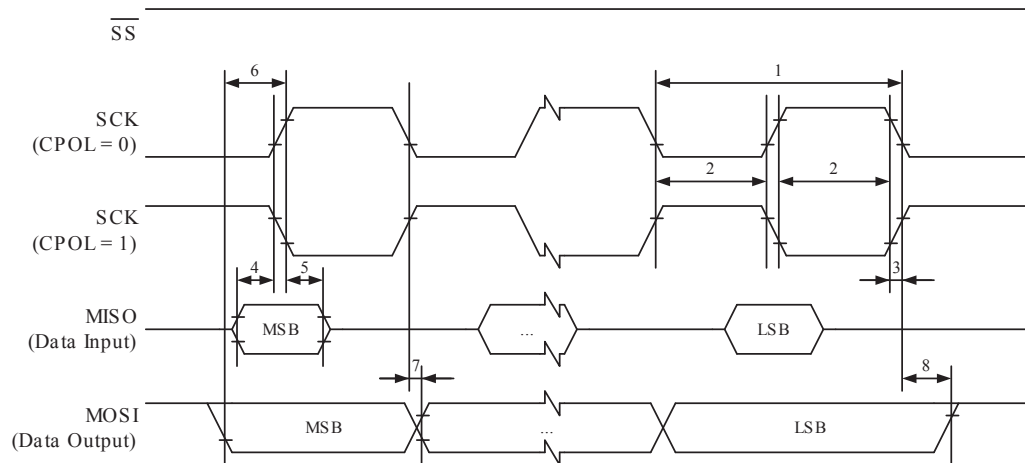 SS
6
1
SCK
(CPOL = 0)
2
2
SCK
(CPOL = 1)
4
5
3
MISO
(Data Input)
MSB
...
LSB
7
8
MOSI
(Data Output)
MSB
...
LSB